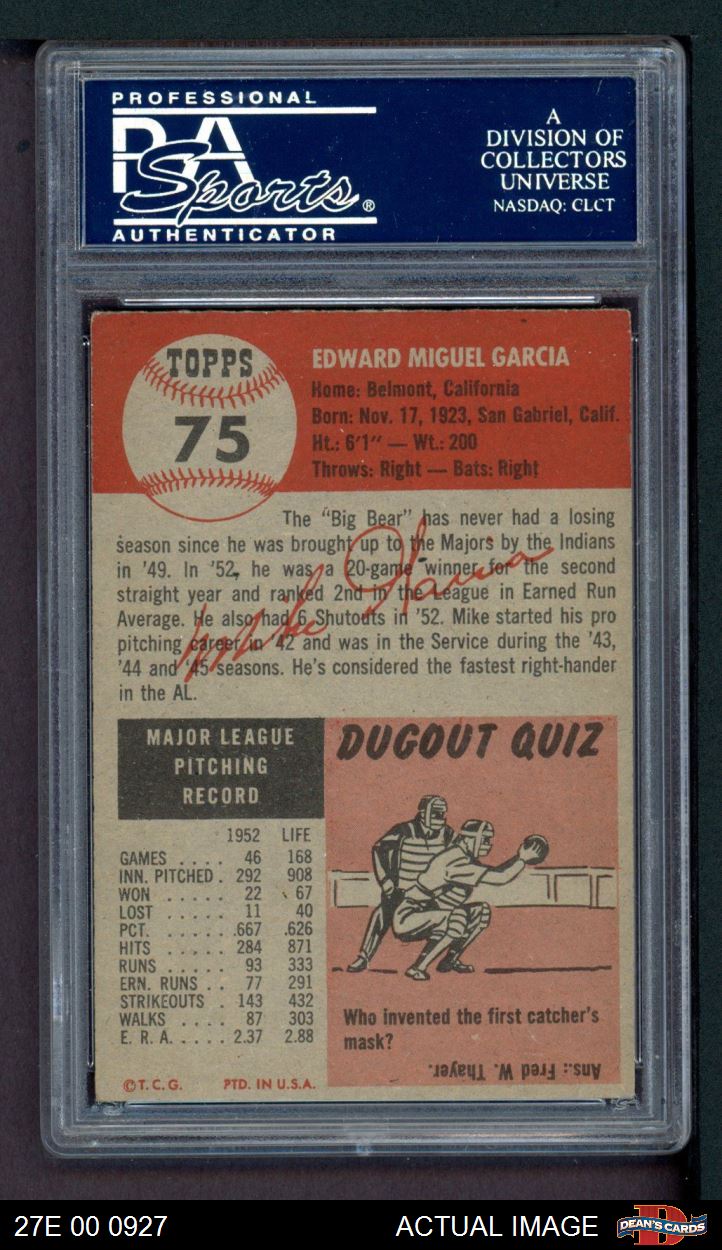 PROFESSIONAL
PSA
Sports®
AUTHENTICATOR
A
DIVISION OF
COLLECTORS
UNIVERSE
NASDAQ: CLCT
TOPPS
75
EDWARD MIGUEL GARCIA
Home: Belmont, California
Born: Nov. 17, 1923, San Gabriel, Calif.
Ht.: 6'1" — Wt.: 200
Throws: Right — Bats: Right
The "Big Bear" has never had a losing
season since he was brought up to the Majors by the Indians
in '49. In '52, he was a 20-game winner for the second
straight year and ranked 2nd in the League in Earned Run
Average. He also had 6 Shutouts in '52. Mike started his pro
pitching career in '42 and was in the Service during the '43,
'44 and '45 seasons. He's considered the fastest right-hander
in the AL.
Mike Garcia
MAJOR LEAGUE
PITCHING
RECORD
1952 LIFE
GAMES .... 46 168
INN. PITCHED . 292 908
WON ..... 22 67
LOST ..... 11 40
PCT. ..... .667 .626
HITS ..... 284 871
RUNS .... 93 333
ERN. RUNS .. 77 291
STRIKEOUTS . 143 432
WALKS .... 87 303
E. R. A. ..... 2.37 2.88
©T.C.G. PTD. IN U.S.A.
DUGOUT QUIZ
Who invented the first catcher's
mask?
Ans.: Fred W. Thayer.
27E 00 0927
ACTUAL IMAGE
D
DEAN'S CARDS